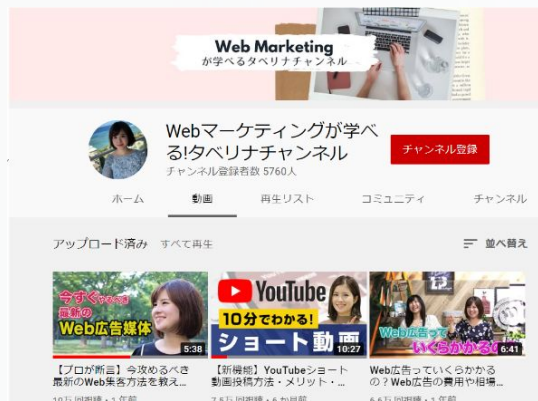 Web Marketing
が学べるタベリナチャンネル
Webマーケティングが学べ
る!タベリナチャンネル
チャンネル登録者数 5760人
チャンネル登録
ホーム 動画 再生リスト コミュニティ チャンネル
アップロード済み すべて再生
並べ替え
今すぐやるべき
最新の
Web広告媒体
5:38
YouTube
10分でわかる!
ショート動画
10:27
Web広告って
いくらかかるの
6:41
【プロが断言】今攻めるべき
最新のWeb集客方法を教え...
【新機能】YouTubeショート
動画投稿方法・メリット・...
Web広告っていくらかかる
の?Web広告の費用や相場...